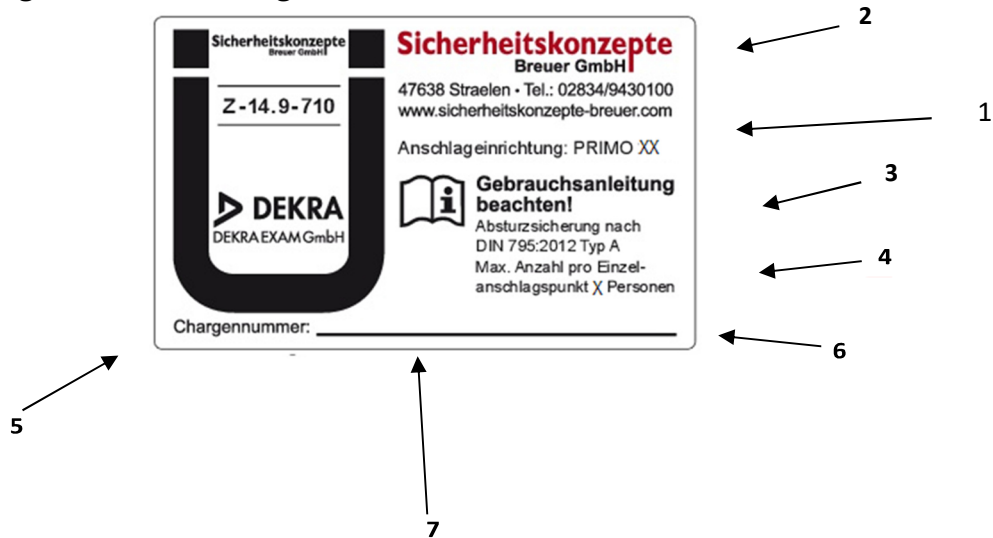 Sicherheitskonzepte
Breuer GmbH
Z-14.9-710
DEKRA
DEKRA EXAM GmbH
Sicherheitskonzepte
Breuer GmbH
47638 Straelen • Tel.: 02834/9430100
www.sicherheitskonzepte-breuer.com
Anschlageinrichtung: PRIMO XX
Gebrauchsanleitung
beachten!
Absturzsicherung nach
DIN 795:2012 Typ A
Max. Anzahl pro Einzel-
anschlagspunkt X Personen
Chargennummer:
2
1
3
4
6
5
7